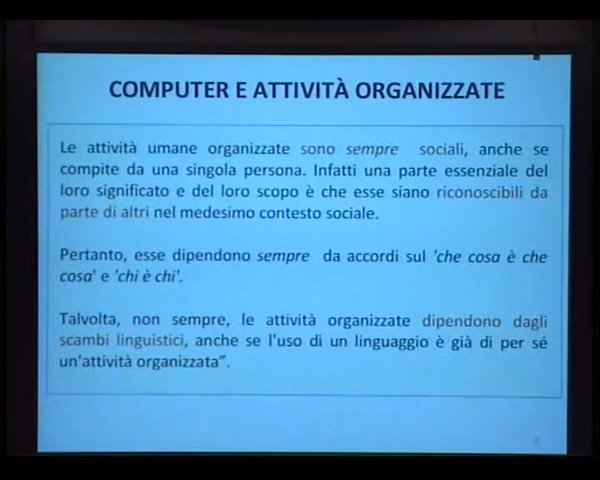 COMPUTER E ATTIVITÀ ORGANIZZATE
Le attività umane organizzate sono sempre sociali, anche se
compite da una singola persona. Infatti una parte essenziale del
loro significato e del loro scopo è che esse siano riconoscibili da
parte di altri nel medesimo contesto sociale.
Pertanto, esse dipendono sempre da accordi sul 'che cosa è che
cosa' e 'chi è chi'.
Talvolta, non sempre, le attività organizzate dipendono dagli
scambi linguistici, anche se l'uso di un linguaggio è già di per sé
un'attività organizzata”.